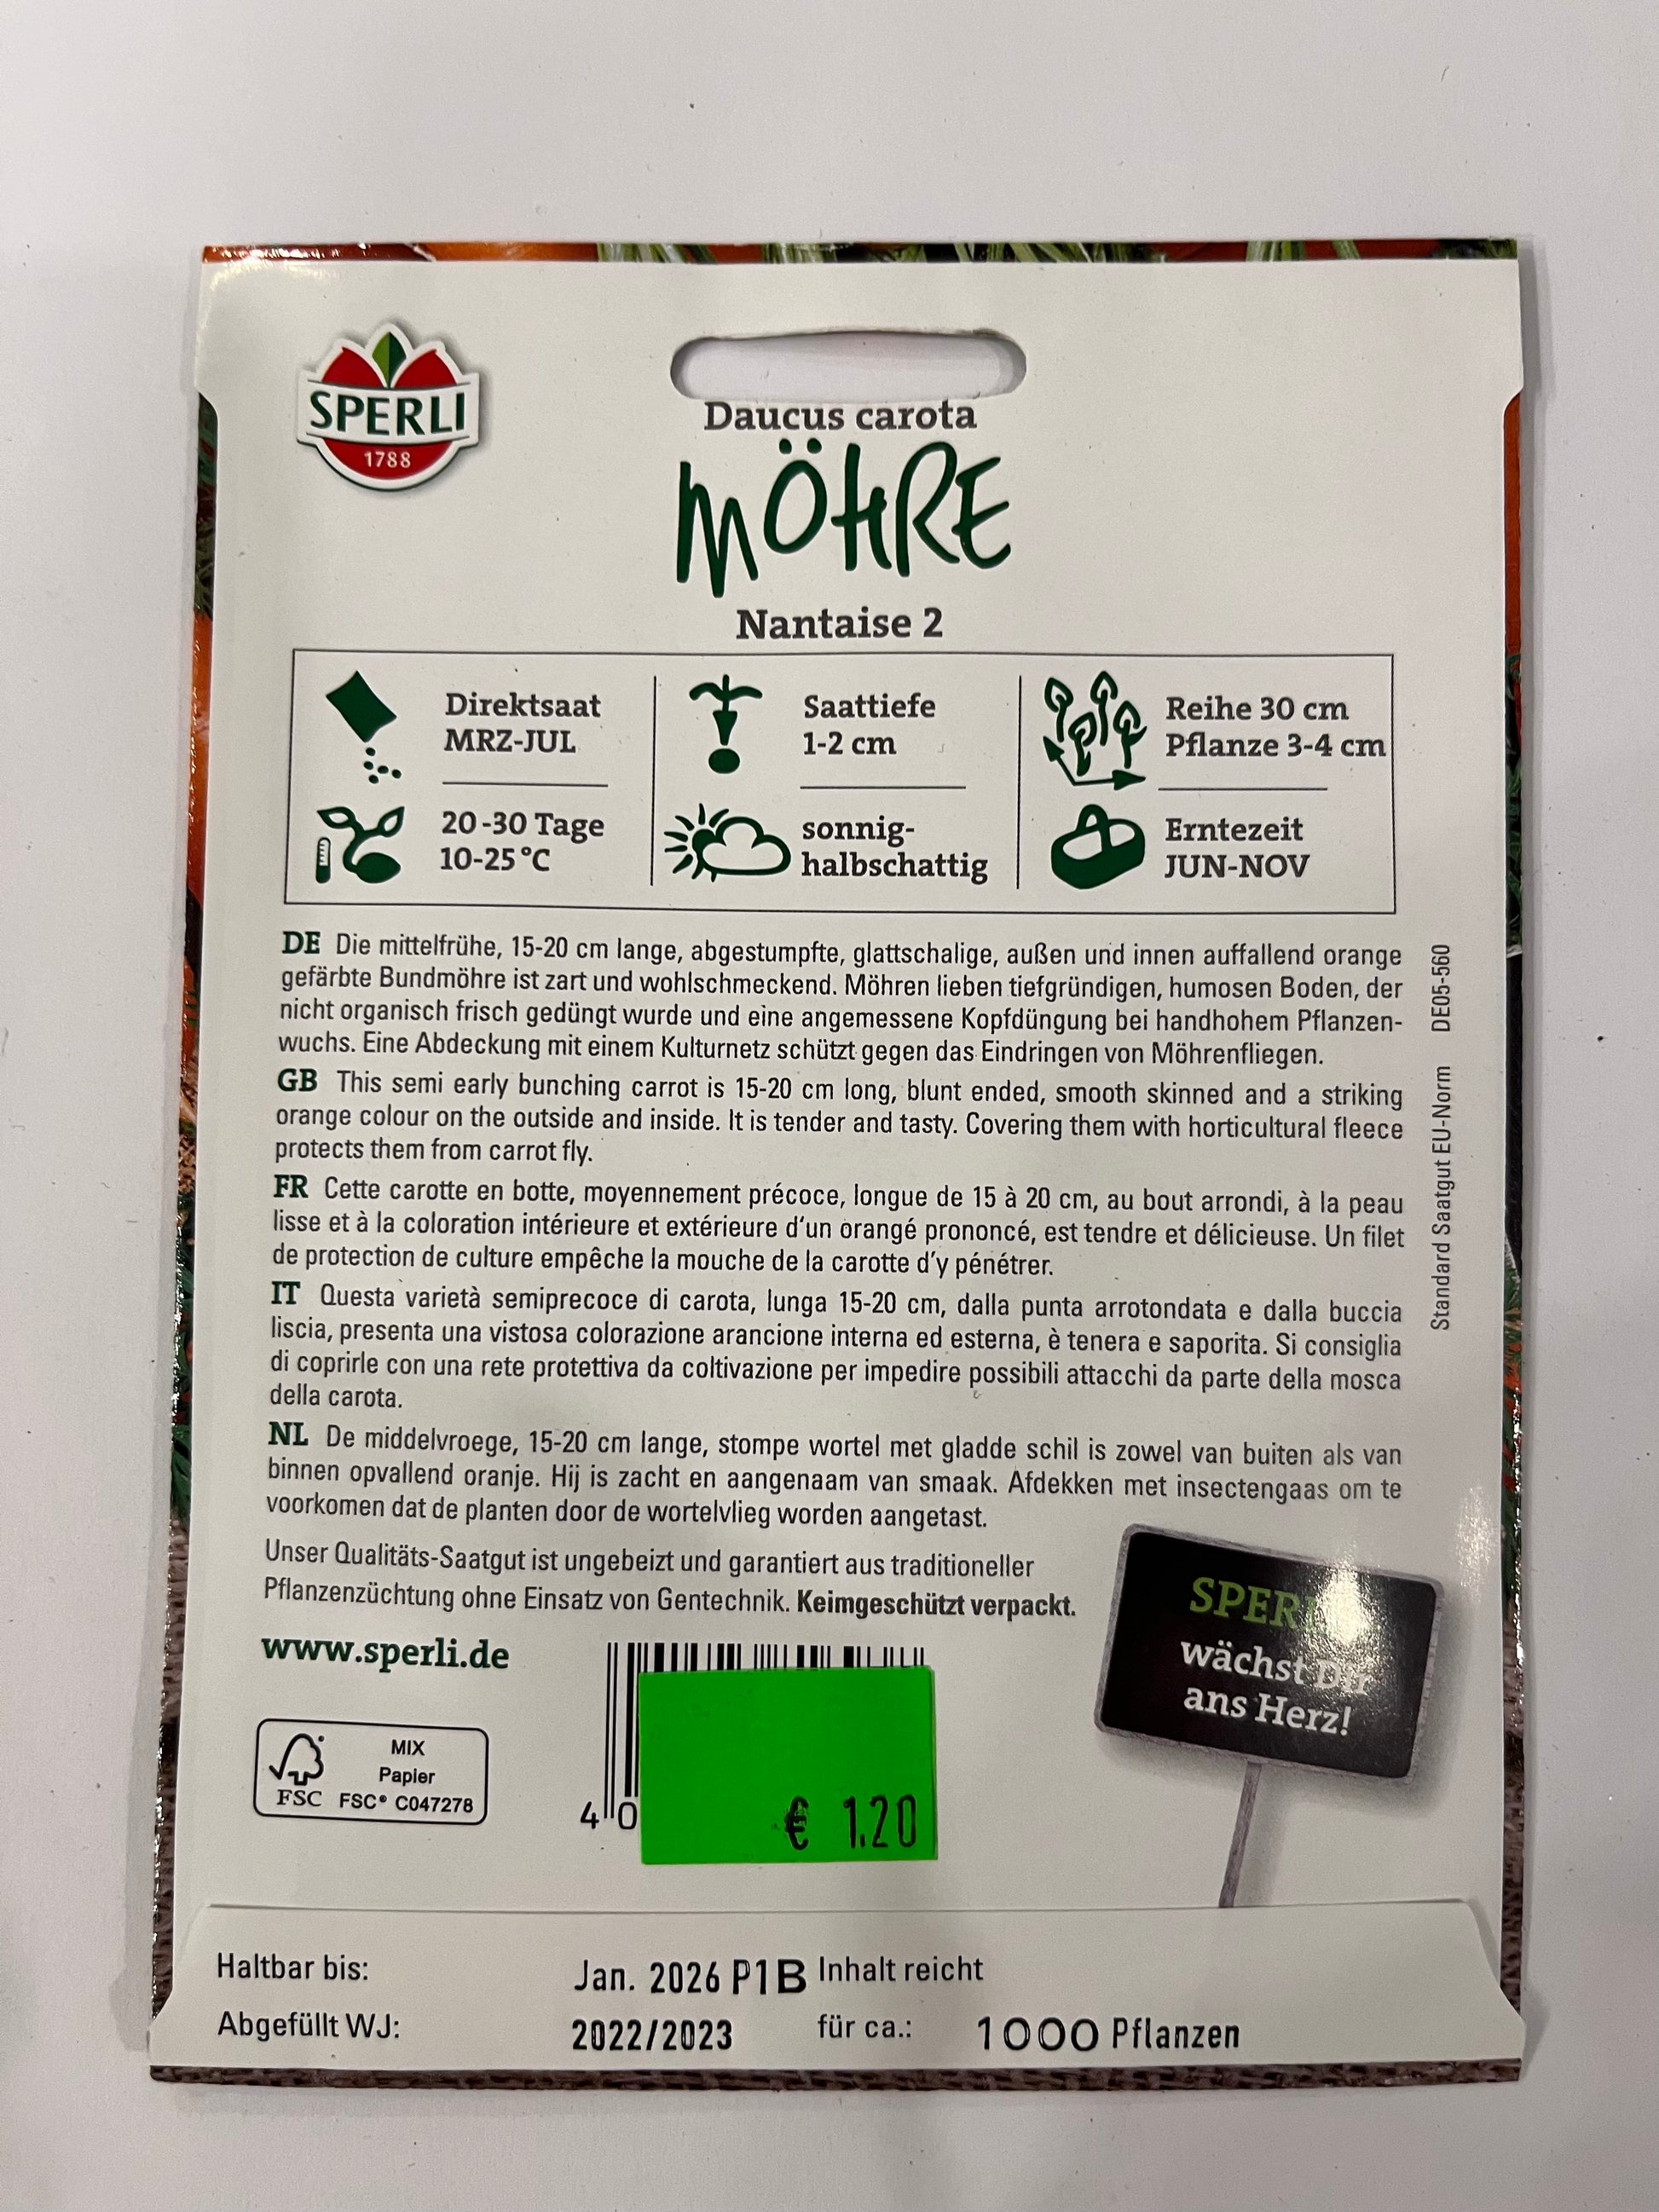 SPERLI
1788
Daucus carota
MÖHRE
Nantaise 2
Direktsaat
MRZ-JUL
20-30 Tage
10-25°C
Saattiefe
1-2 cm
sonnig-
halbschattig
Reihe 30 cm
Pflanze 3-4 cm
Erntezeit
JUN-NOV
DE Die mittelfrühe, 15-20 cm lange, abgestumpfte, glattschalige, außen und innen auffallend orange
gefärbte Bundmöhre ist zart und wohlschmeckend. Möhren lieben tiefgründigen, humosen Boden, der
nicht organisch frisch gedüngt wurde und eine angemessene Kopfdüngung bei handhohem Pflanzen-
wuchs. Eine Abdeckung mit einem Kulturnetz schützt gegen das Eindringen von Möhrenfliegen.
GB This semi early bunching carrot is 15-20 cm long, blunt ended, smooth skinned and a striking
orange colour on the outside and inside. It is tender and tasty. Covering them with horticultural fleece
protects them from carrot fly.
FR Cette carotte en botte, moyennement précoce, longue de 15 à 20 cm, au bout arrondi, à la peau
lisse et à la coloration intérieure et extérieure d'un orangé prononcé, est tendre et délicieuse. Un filet
de protection de culture empêche la mouche de la carotte d'y pénétrer.
IT Questa varietà semiprecoce di carota, lunga 15-20 cm, dalla punta arrotondata e dalla buccia
liscia, presenta una vistosa colorazione arancione interna ed esterna, è tenera e saporita. Si consiglia
di coprirle con una rete protettiva da coltivazione per impedire possibili attacchi da parte della mosca
della carota.
NL De middelvroege, 15-20 cm lange, stompe wortel met gladde schil is zowel van buiten als van
binnen opvallend oranje. Hij is zacht en aangenaam van smaak. Afdekken met insectengaas om te
voorkomen dat de planten door de wortelvlieg worden aangetast.
Standard Saatgut EU-Norm DE05-560
Unser Qualitäts-Saatgut ist ungebeizt und garantiert aus traditioneller
Pflanzenzüchtung ohne Einsatz von Gentechnik. Keimgeschützt verpackt.
www.sperli.de
SPERLI
wächst Dir
ans Herz!
MIX
Papier
FSC FSC® C047278
4 0
€ 1.20
Haltbar bis: Jan. 2026 P1B Inhalt reicht
Abgefüllt WJ: 2022/2023 für ca.: 1000 Pflanzen